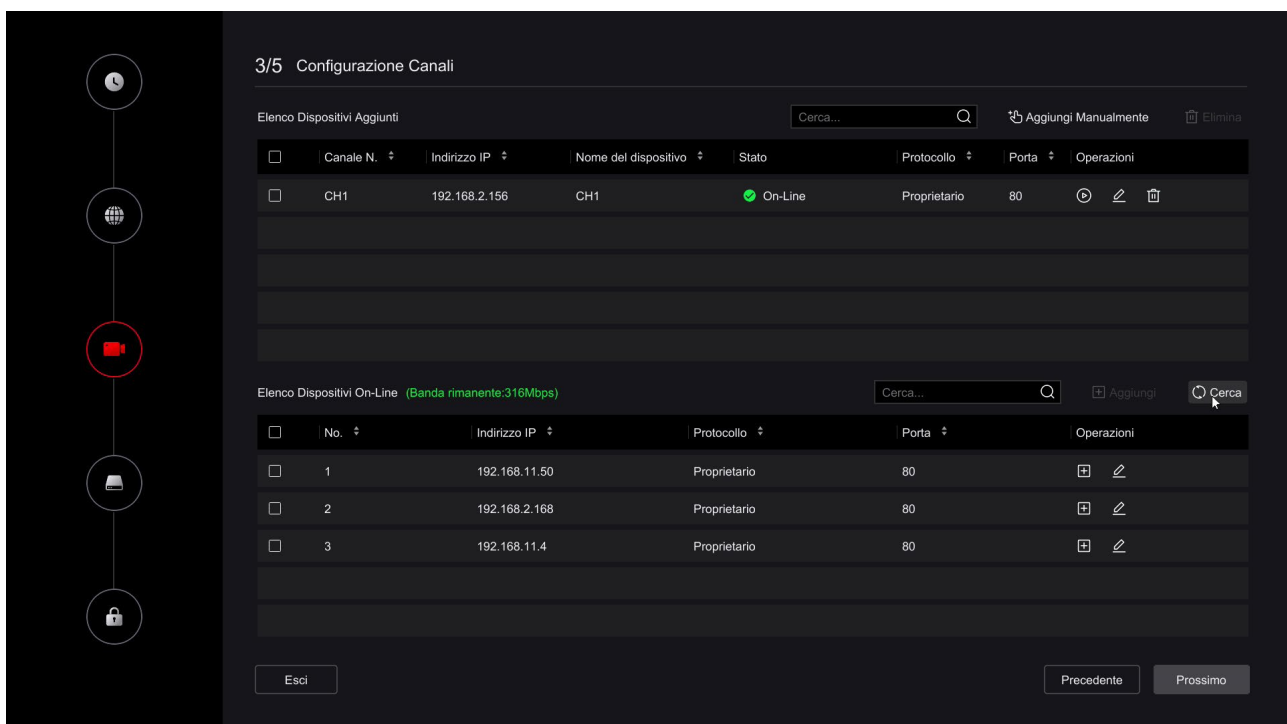 3/5 Configurazione Canali
Elenco Dispositivi Aggiunti Cerca... Aggiungi Manualmente Elimina
Canale N. Indirizzo IP Nome del dispositivo Stato Protocollo Porta Operazioni
CH1 192.168.2.156 CH1 On-Line Proprietario 80
Elenco Dispositivi On-Line (Banda rimanente:316Mbps) Cerca... Aggiungi Cerca
No. Indirizzo IP Protocollo Porta Operazioni
1 192.168.11.50 Proprietario 80
2 192.168.2.168 Proprietario 80
3 192.168.11.4 Proprietario 80
Esci Precedente Prossimo